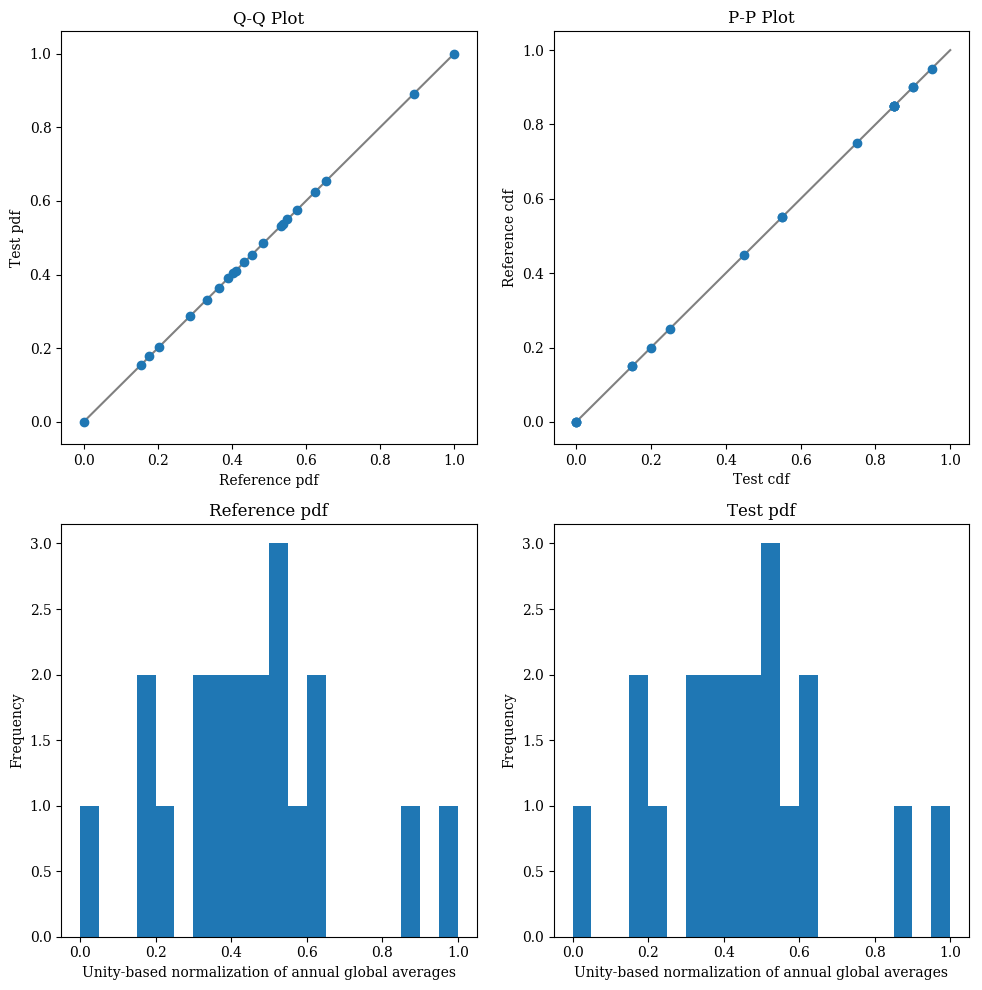 Q-Q Plot
1.0
0.8
0.6
0.4
0.2
0.0
Test pdf
0.0 0.2 0.4 0.6 0.8 1.0
Reference pdf
P-P Plot
1.0
0.8
0.6
0.4
0.2
0.0
Reference cdf
0.0 0.2 0.4 0.6 0.8 1.0
Test cdf
Reference pdf
3.0
2.5
2.0
1.5
1.0
0.5
0.0
Frequency
0.0 0.2 0.4 0.6 0.8 1.0
Unity-based normalization of annual global averages
Test pdf
3.0
2.5
2.0
1.5
1.0
0.5
0.0
Frequency
0.0 0.2 0.4 0.6 0.8 1.0
Unity-based normalization of annual global averages